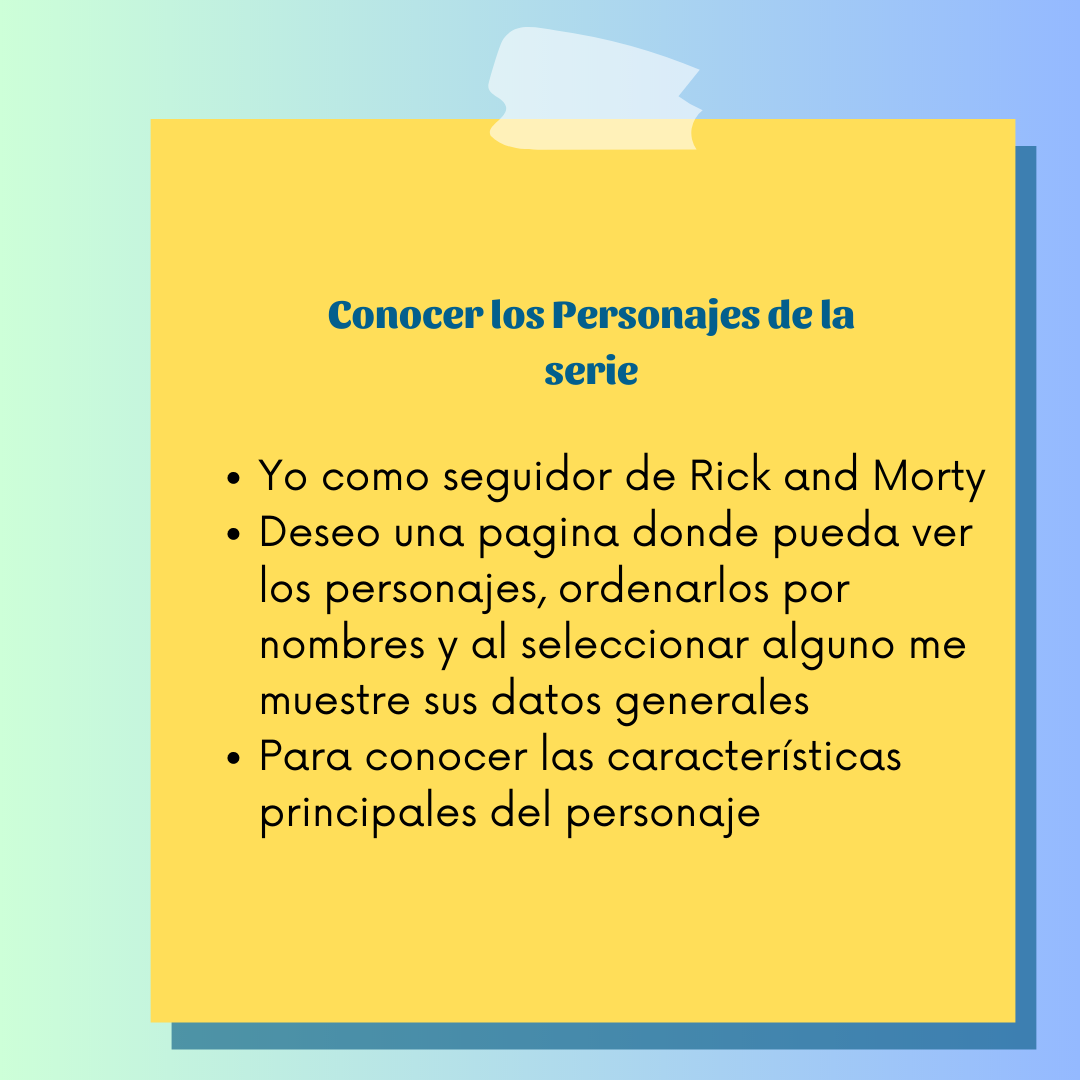 Conocer los Personajes de la
serie
• Yo como seguidor de Rick and Morty
• Deseo una pagina donde pueda ver
los personajes, ordenarlos por
nombres y al seleccionar alguno me
muestre sus datos generales
• Para conocer las características
principales del personaje